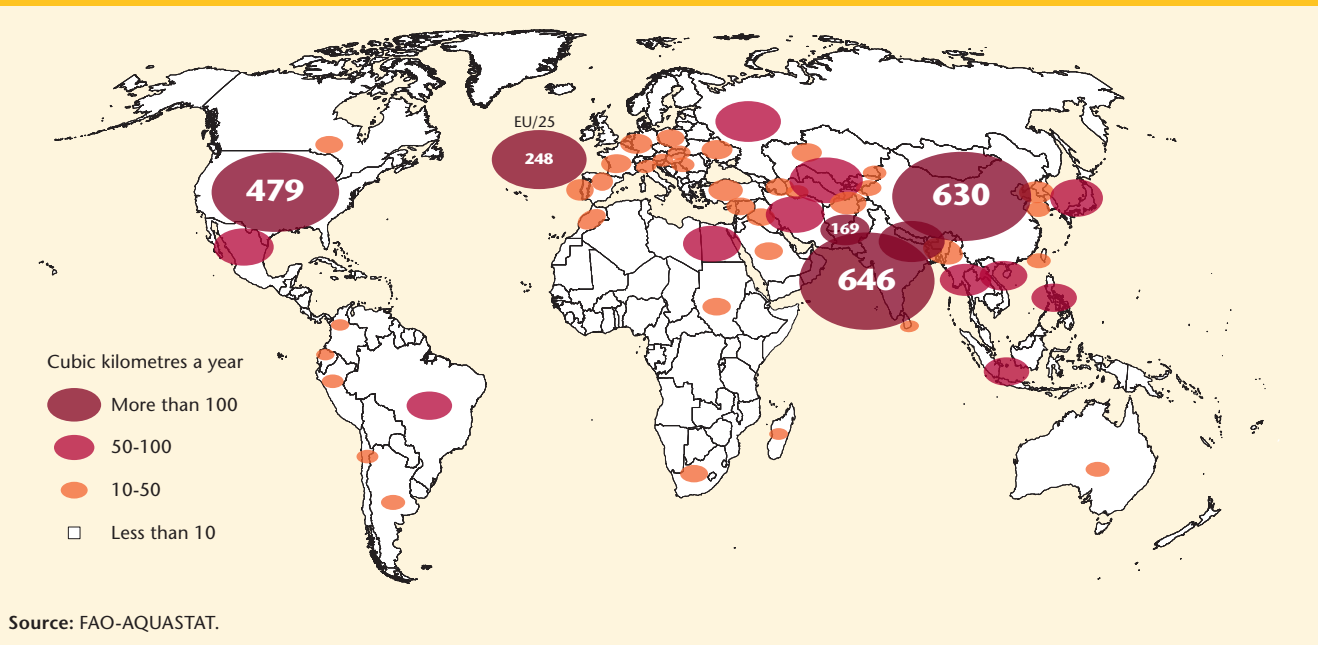 EU/25
248
479
630
169
646
Cubic kilometres a year
More than 100
50-100
10-50
Less than 10
Source: FAO-AQUASTAT.